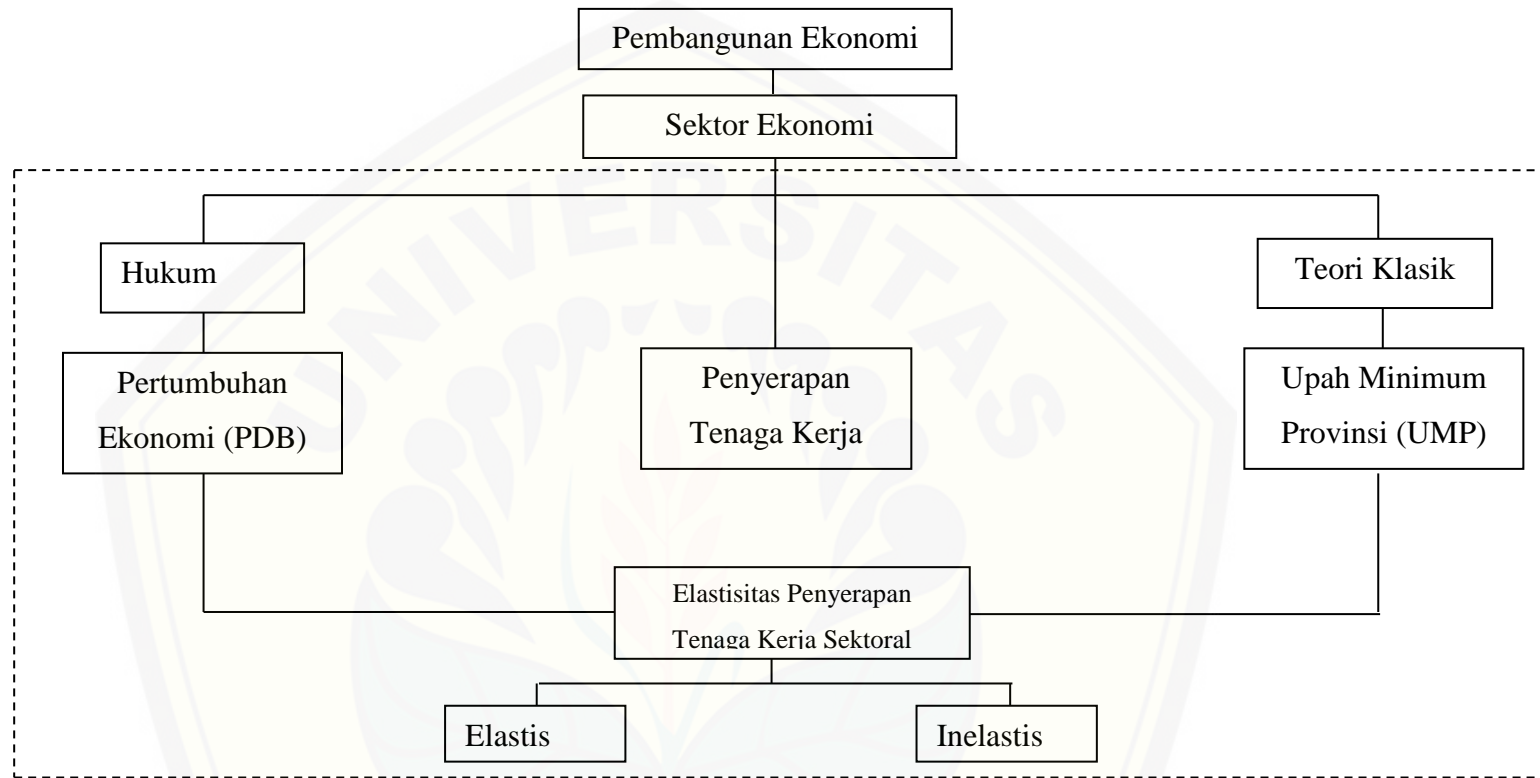 Pembangunan Ekonomi
Sektor Ekonomi
UNIVERSITAS
Hukum
Teori Klasik
Pertumbuhan
Ekonomi (PDB)
Penyerapan
Tenaga Kerja
Upah Minimum
Provinsi (UMP)
Elastisitas Penyerapan
Tenaga Kerja Sektoral
Elastis
Inelastis